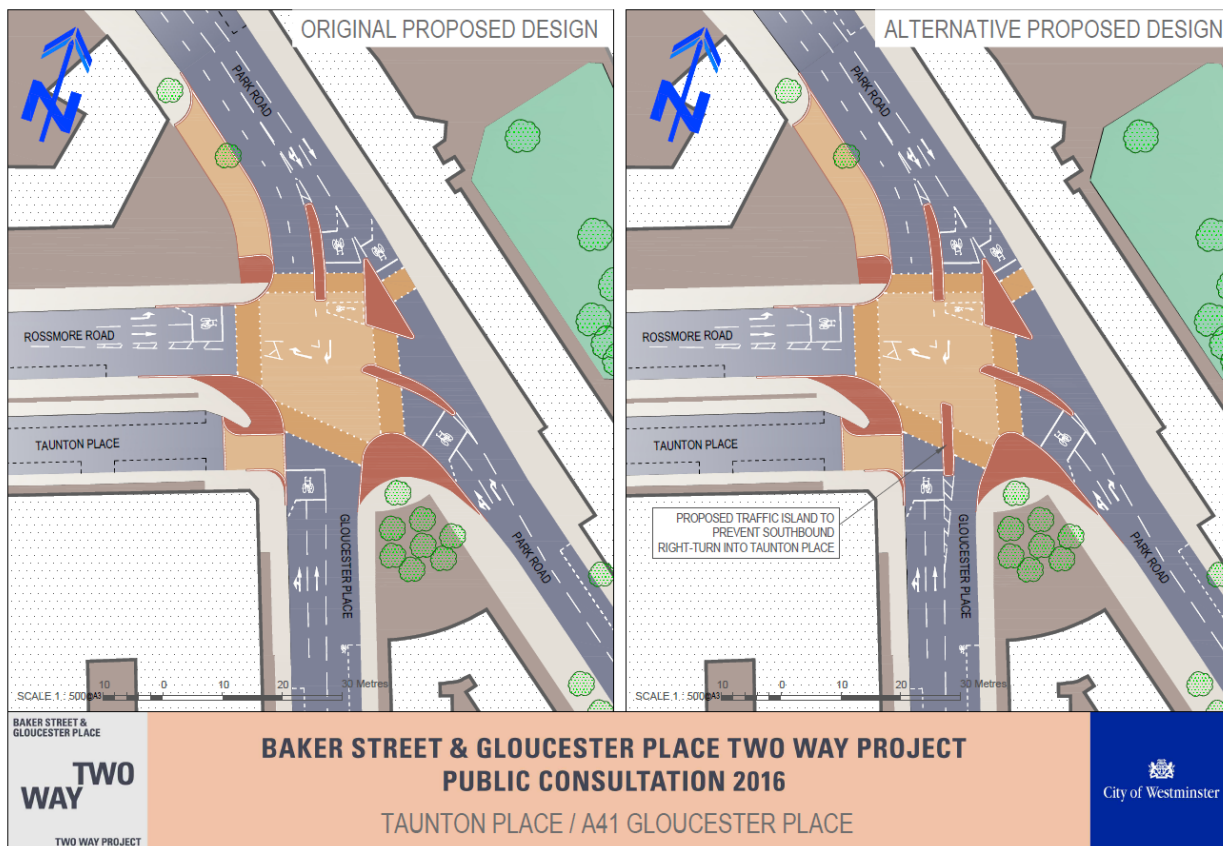 ORIGINAL PROPOSED DESIGN
N
PARK ROAD
ROSSMORE ROAD
TAUNTON PLACE
GLOUCESTER PLACE
PARK ROAD
10 0 10 20 30 Metres
SCALE 1 : 500@A3
ALTERNATIVE PROPOSED DESIGN
N
PARK ROAD
ROSSMORE ROAD
TAUNTON PLACE
PROPOSED TRAFFIC ISLAND TO
PREVENT SOUTHBOUND
RIGHT-TURN INTO TAUNTON PLACE
GLOUCESTER PLACE
PARK ROAD
10 0 10 20 30 Metres
SCALE 1 : 500@A3
BAKER STREET &
GLOUCESTER PLACE
TWO
WAY
TWO WAY PROJECT
BAKER STREET & GLOUCESTER PLACE TWO WAY PROJECT
PUBLIC CONSULTATION 2016
TAUNTON PLACE / A41 GLOUCESTER PLACE
City of Westminster